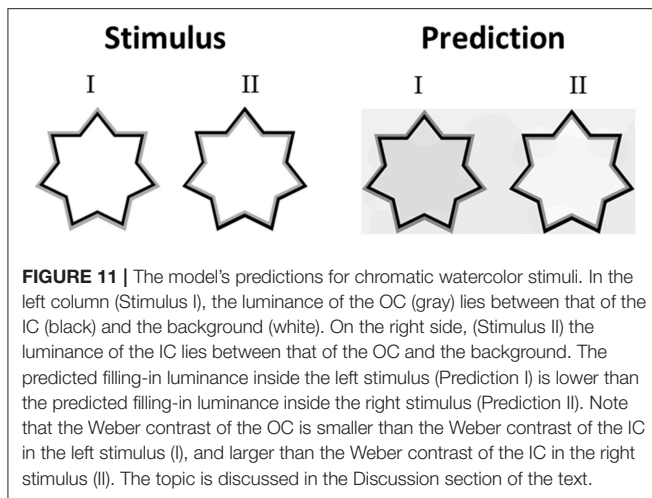 Stimulus Prediction
I II I II
FIGURE 11 | The model's predictions for chromatic watercolor stimuli. In the
left column (Stimulus I), the luminance of the OC (gray) lies between that of the
IC (black) and the background (white). On the right side, (Stimulus II) the
luminance of the IC lies between that of the OC and the background. The
predicted filling-in luminance inside the left stimulus (Prediction I) is lower than
the predicted filling-in luminance inside the right stimulus (Prediction II). Note
that the Weber contrast of the OC is smaller than the Weber contrast of the IC
in the left stimulus (I), and larger than the Weber contrast of the IC in the right
stimulus (II). The topic is discussed in the Discussion section of the text.